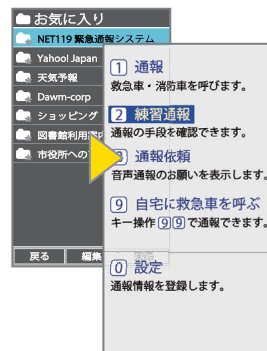 お気に入り
NET119 緊急通報システム
Yahoo! Japan
天気予報
Dawm-corp
ショッピング
図書館利用案内
市役所への
戻る 編集
1 通報
救急車・消防車を呼びます。
2 練習通報
通報の手段を確認できます。
3 通報依頼
音声通報のお願いを表示します。
9 自宅に救急車を呼ぶ
キー操作99で通報できます。
0 設定
通報情報を登録します。